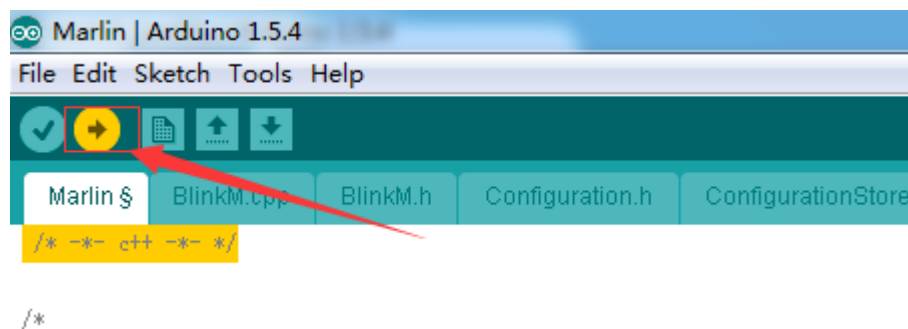 Marlin | Arduino 1.5.4
File Edit Sketch Tools Help
Marlin § BlinkM.cpp BlinkM.h Configuration.h ConfigurationStore
/* -*- c++ -*- */
/*